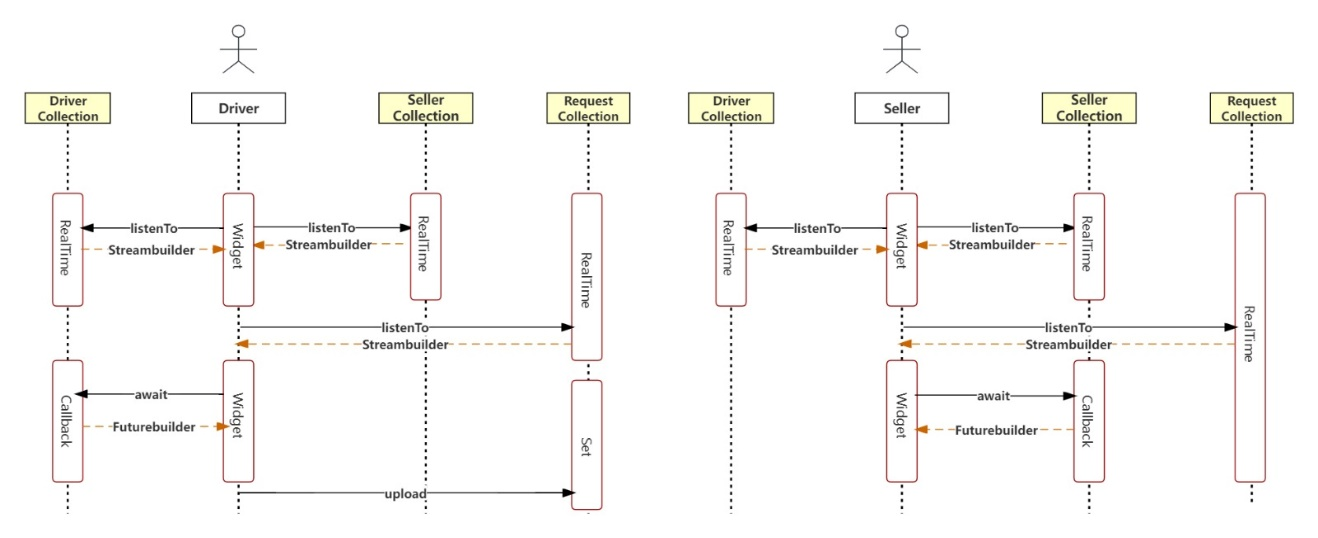 Driver
Collection
Driver
Seller
Collection
Request
Collection
RealTime
Widget
RealTime
RealTime
listenTo
listenTo
Streambuilder
Streambuilder
listenTo
Streambuilder
Callback
Widget
await
Futurebuilder
Set
upload
Driver
Collection
Seller
Seller
Collection
Request
Collection
RealTime
Widget
RealTime
RealTime
listenTo
listenTo
Streambuilder
Streambuilder
listenTo
Streambuilder
Widget
Callback
await
Futurebuilder